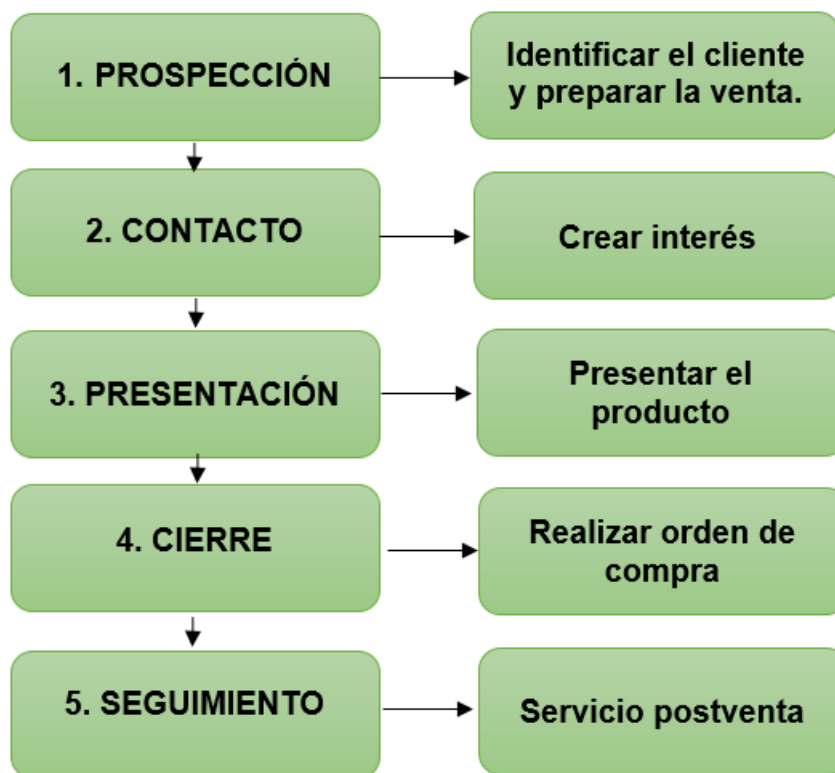 1. PROSPECCIÓN
Identificar el cliente
y preparar la venta.
2. CONTACTO
Crear interés
3. PRESENTACIÓN
Presentar el
producto
4. CIERRE
Realizar orden de
compra
5. SEGUIMIENTO
Servicio postventa